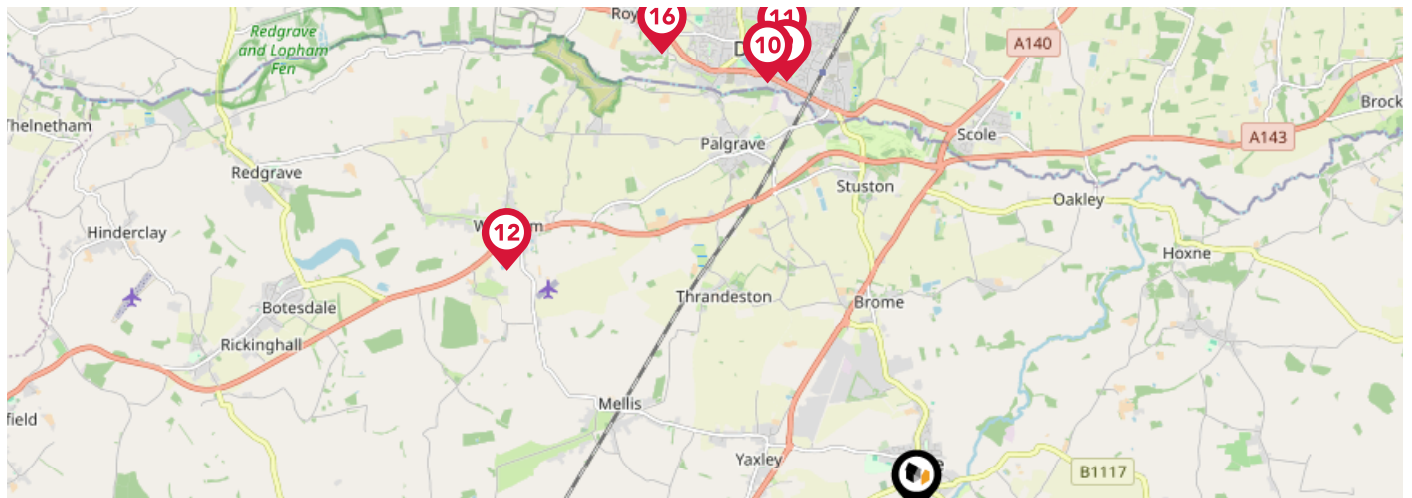 Redgrave
and Lopham
Fen
16
11
10
A140
Thelnetham
Brock
Scole
A143
Palgrave
Redgrave
Stuston
Oakley
12
Hinderclay
Hoxne
Thrandeston
Brome
Botesdale
Rickinghall
Mellis
field
Yaxley
B1117